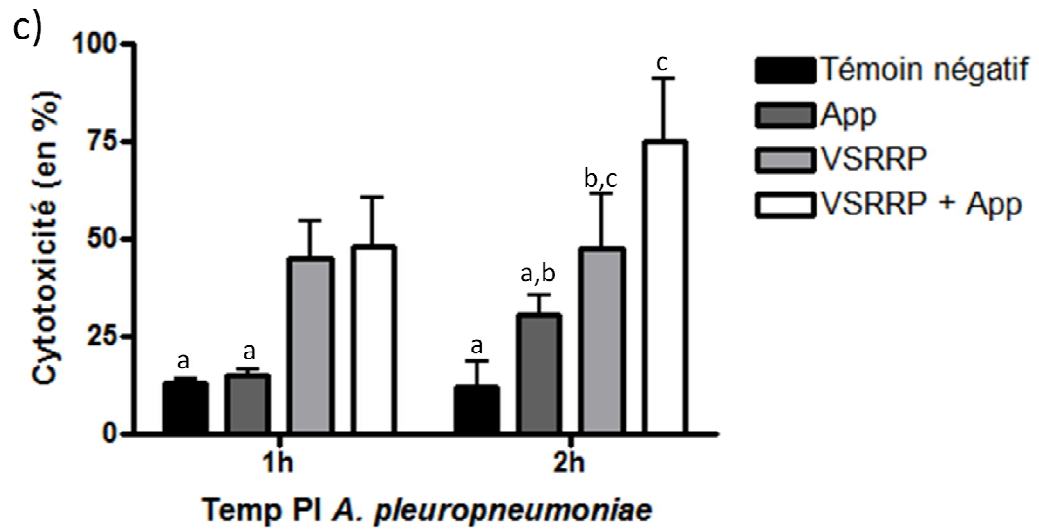 c)
100
75
50
25
0
Cytotoxicité (en %)
a
a
a
a,b
b,c
c
1h
2h
Temp PI A. pleuropneumoniae
Témoin négatif
App
VSRRP
VSRRP + App